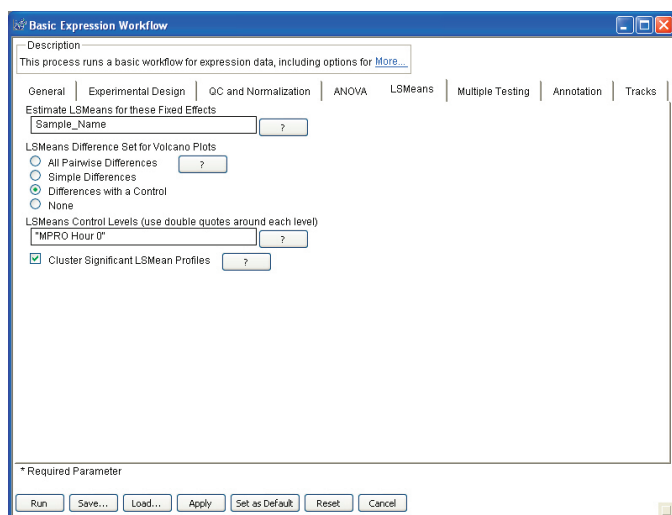 Basic Expression Workflow
Description
This process runs a basic workflow for expression data, including options for More...
General Experimental Design QC and Normalization ANOVA LSMeans Multiple Testing Annotation Tracks
Estimate LSMeans for these Fixed Effects
Sample_Name ?
LSMeans Difference Set for Volcano Plots
All Pairwise Differences ?
Simple Differences
Differences with a Control
None
LSMeans Control Levels (use double quotes around each level)
"MPRO Hour 0" ?
Cluster Significant LSMean Profiles ?
* Required Parameter
Run Save... Load... Apply Set as Default Reset Cancel